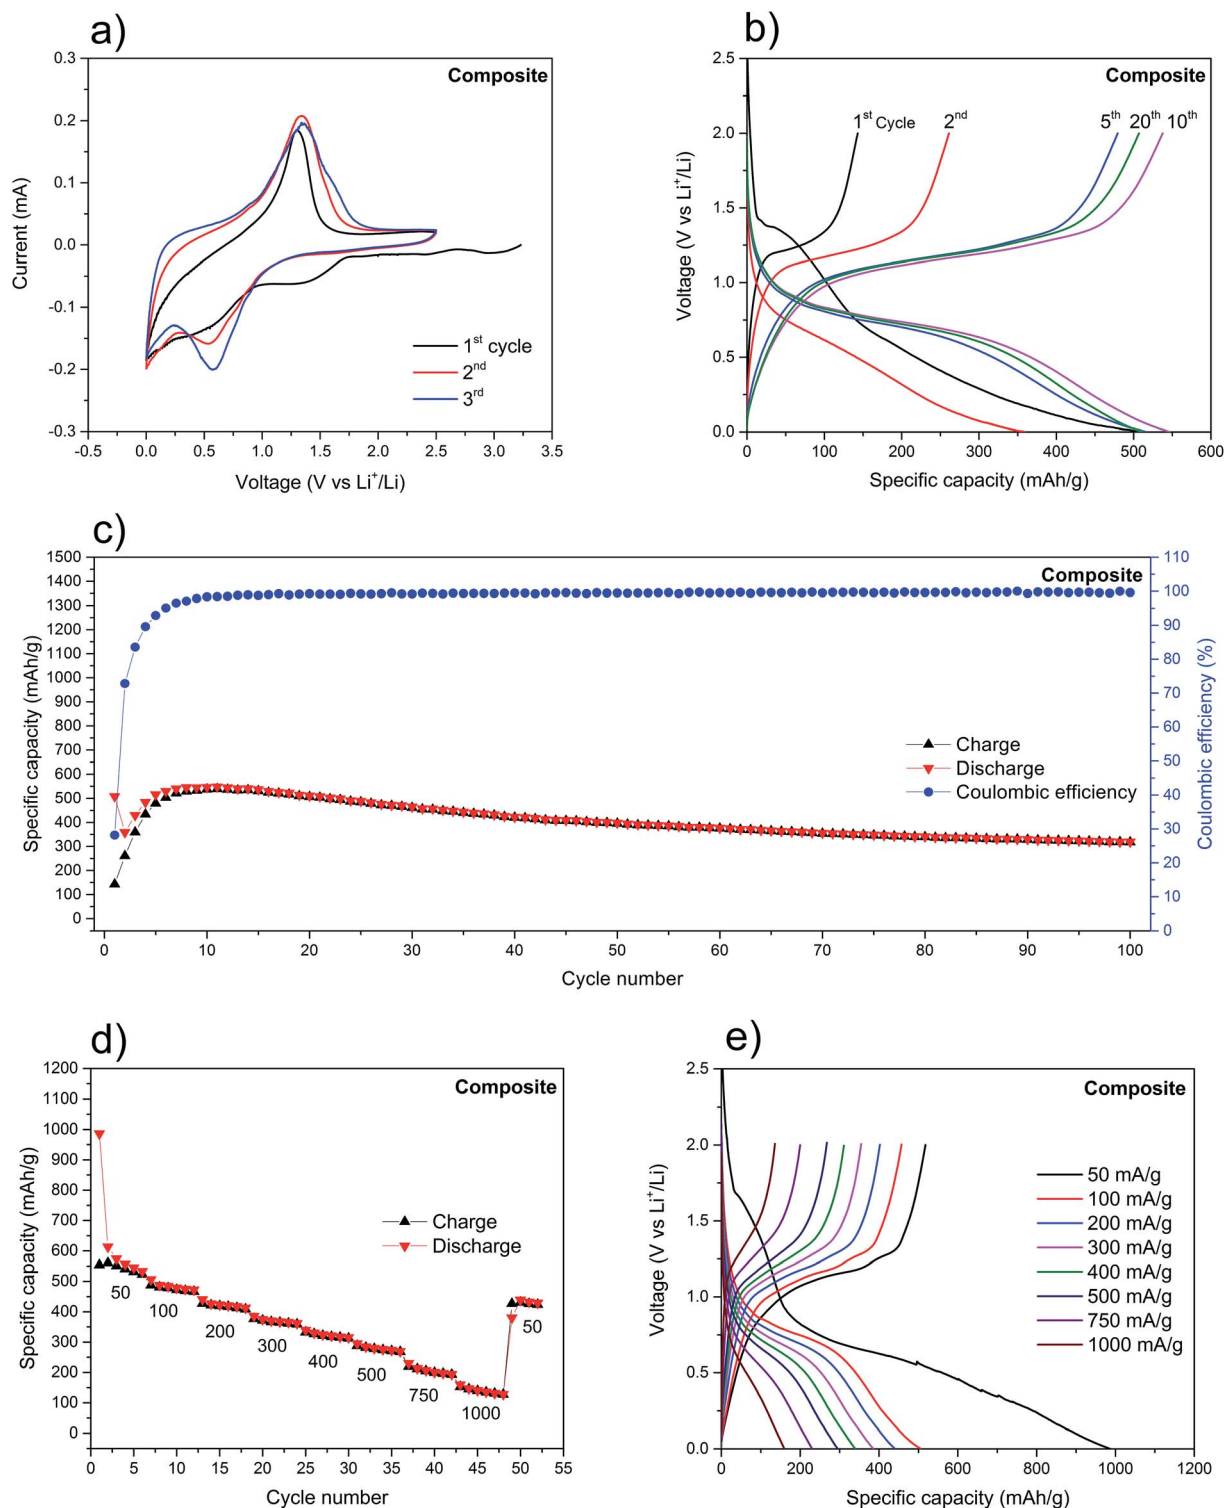 a)
Composite
0.3
0.2
0.1
0.0
-0.1
-0.2
-0.3
Current (mA)
1st cycle
2nd
3rd
-0.5 0.0 0.5 1.0 1.5 2.0 2.5 3.0 3.5
Voltage (V vs Li+/Li)
b)
Composite
2.5
2.0
1.5
1.0
0.5
0.0
Voltage (V vs Li+/Li)
1st Cycle 2nd 5th 20th 10th
0 100 200 300 400 500 600
Specific capacity (mAh/g)
c)
Composite
1500
1400
1300
1200
1100
1000
900
800
700
600
500
400
300
200
100
0
Specific capacity (mAh/g)
Charge
Discharge
Coulombic efficiency
110
100
90
80
70
60
50
40
30
20
10
0
Coulombic efficiency (%)
0 10 20 30 40 50 60 70 80 90 100
Cycle number
d)
Composite
1200
1100
1000
900
800
700
600
500
400
300
200
100
0
Specific capacity (mAh/g)
Charge
Discharge
50
100
200
300
400
500
750
1000
50
0 5 10 15 20 25 30 35 40 45 50 55
Cycle number
e)
Composite
2.5
2.0
1.5
1.0
0.5
0.0
Voltage (V vs Li+/Li)
50 mA/g
100 mA/g
200 mA/g
300 mA/g
400 mA/g
500 mA/g
750 mA/g
1000 mA/g
0 200 400 600 800 1000 1200
Specific capacity (mAh/g)